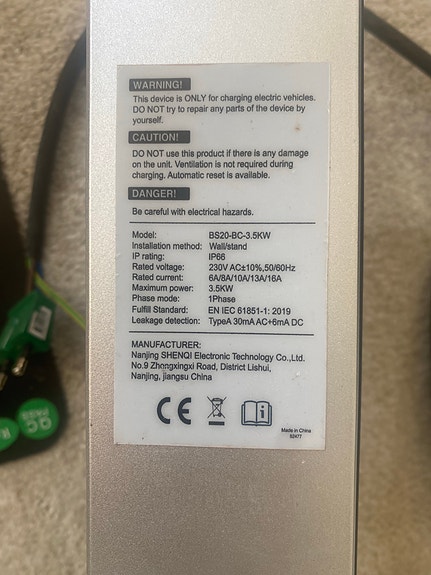 WARNING!
This device is ONLY for charging electric vehicles.
DO NOT try to repair any parts of the device by
yourself.
CAUTION!
DO NOT use this product if there is any damage
on the unit. Ventilation is not required during
charging. Automatic reset is available.
DANGER!
Be careful with electrical hazards.
Model: BS20-BC-3.5KW
Installation method: Wall/stand
IP rating: IP66
Rated voltage: 230V AC±10%,50/60Hz
Rated current: 6A/8A/10A/13A/16A
Maximum power: 3.5KW
Phase mode: 1Phase
Fulfill Standard: EN IEC 61851-1: 2019
Leakage detection: TypeA 30mA AC+6mA DC
MANUFACTURER:
Nanjing SHENQI Electronic Technology Co.,Ltd.
No.9 Zhongxingxi Road, District Lishui,
Nanjing, jiangsu China
CE
Made in China
QC